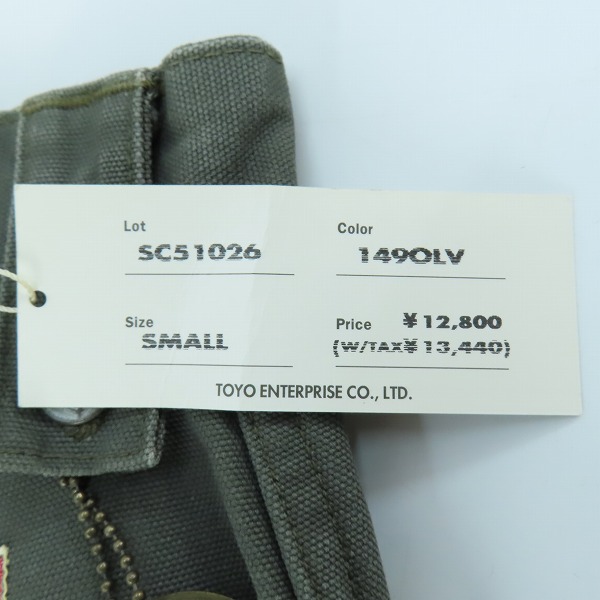 Lot
SC51026
Color
149OLV
Size
SMALL
Price ¥12,800
(W/TAX¥ 13,440)
TOYO ENTERPRISE CO., LTD.